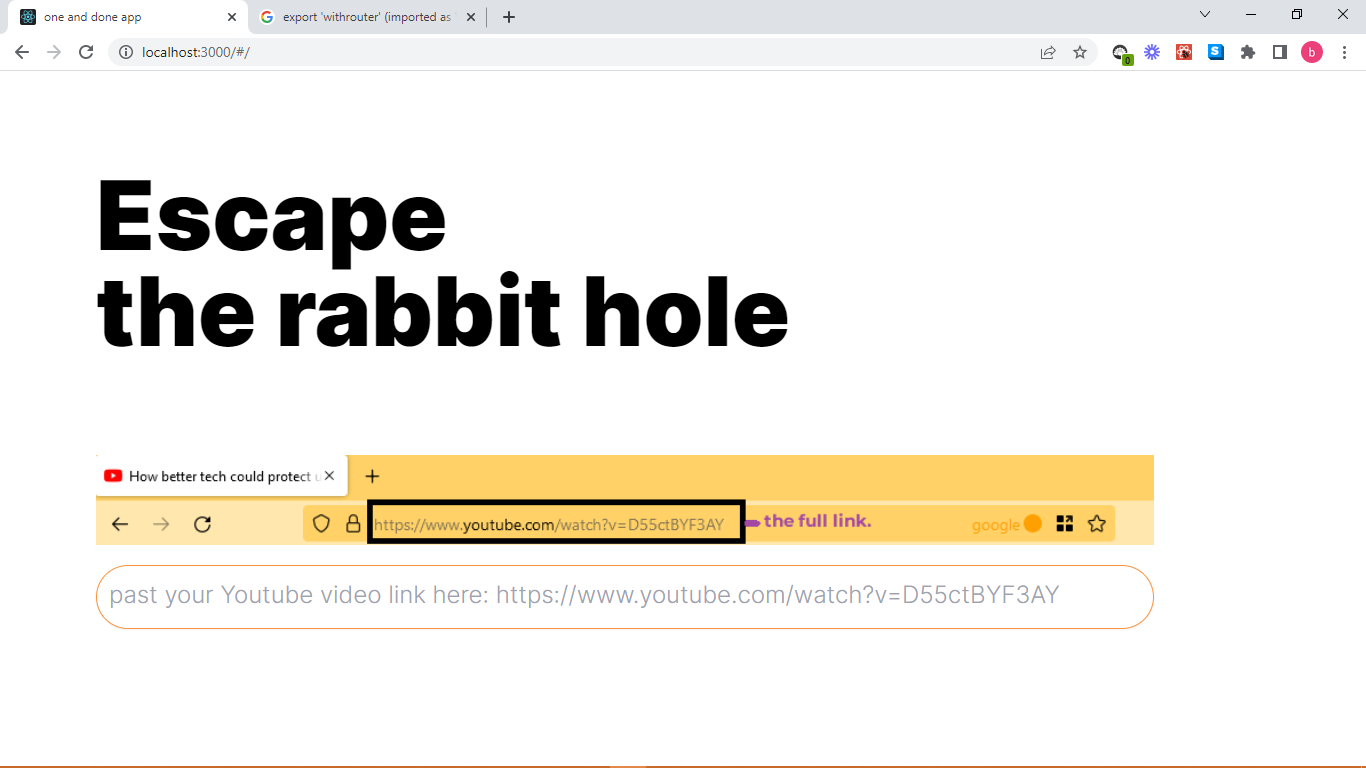 one and done app
export 'withrouter' (imported as
localhost:3000/#/
0
S
b
Escape
the rabbit hole
How better tech could protect u
https://www.youtube.com/watch?v=D55ctBYF3AY
the full link.
google
past your Youtube video link here: https://www.youtube.com/watch?v=D55ctBYF3AY